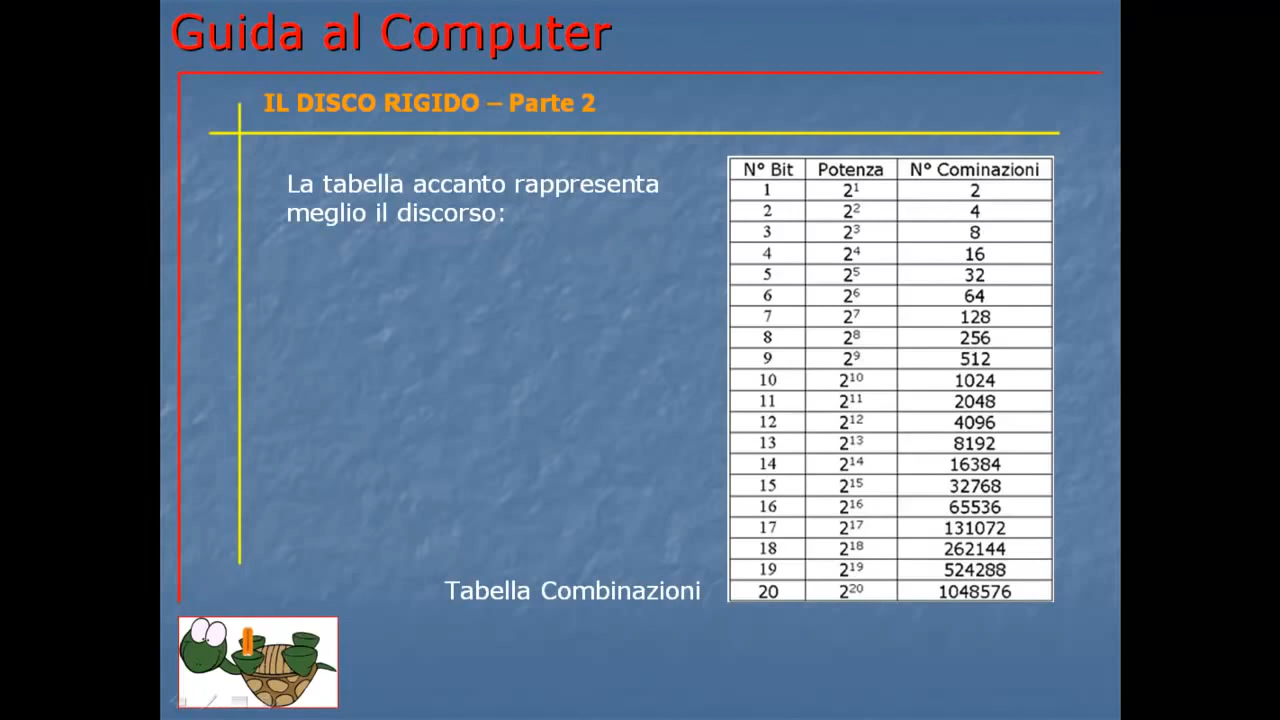 Guida al Computer
IL DISCO RIGIDO – Parte 2
La tabella accanto rappresenta
meglio il discorso:
N° Bit Potenza N° Cominazioni
1 2¹ 2
2 2² 4
3 2³ 8
4 2⁴ 16
5 2⁵ 32
6 2⁶ 64
7 2⁷ 128
8 2⁸ 256
9 2⁹ 512
10 2¹⁰ 1024
11 2¹¹ 2048
12 2¹² 4096
13 2¹³ 8192
14 2¹⁴ 16384
15 2¹⁵ 32768
16 2¹⁶ 65536
17 2¹⁷ 131072
18 2¹⁸ 262144
19 2¹⁹ 524288
20 2²⁰ 1048576
Tabella Combinazioni